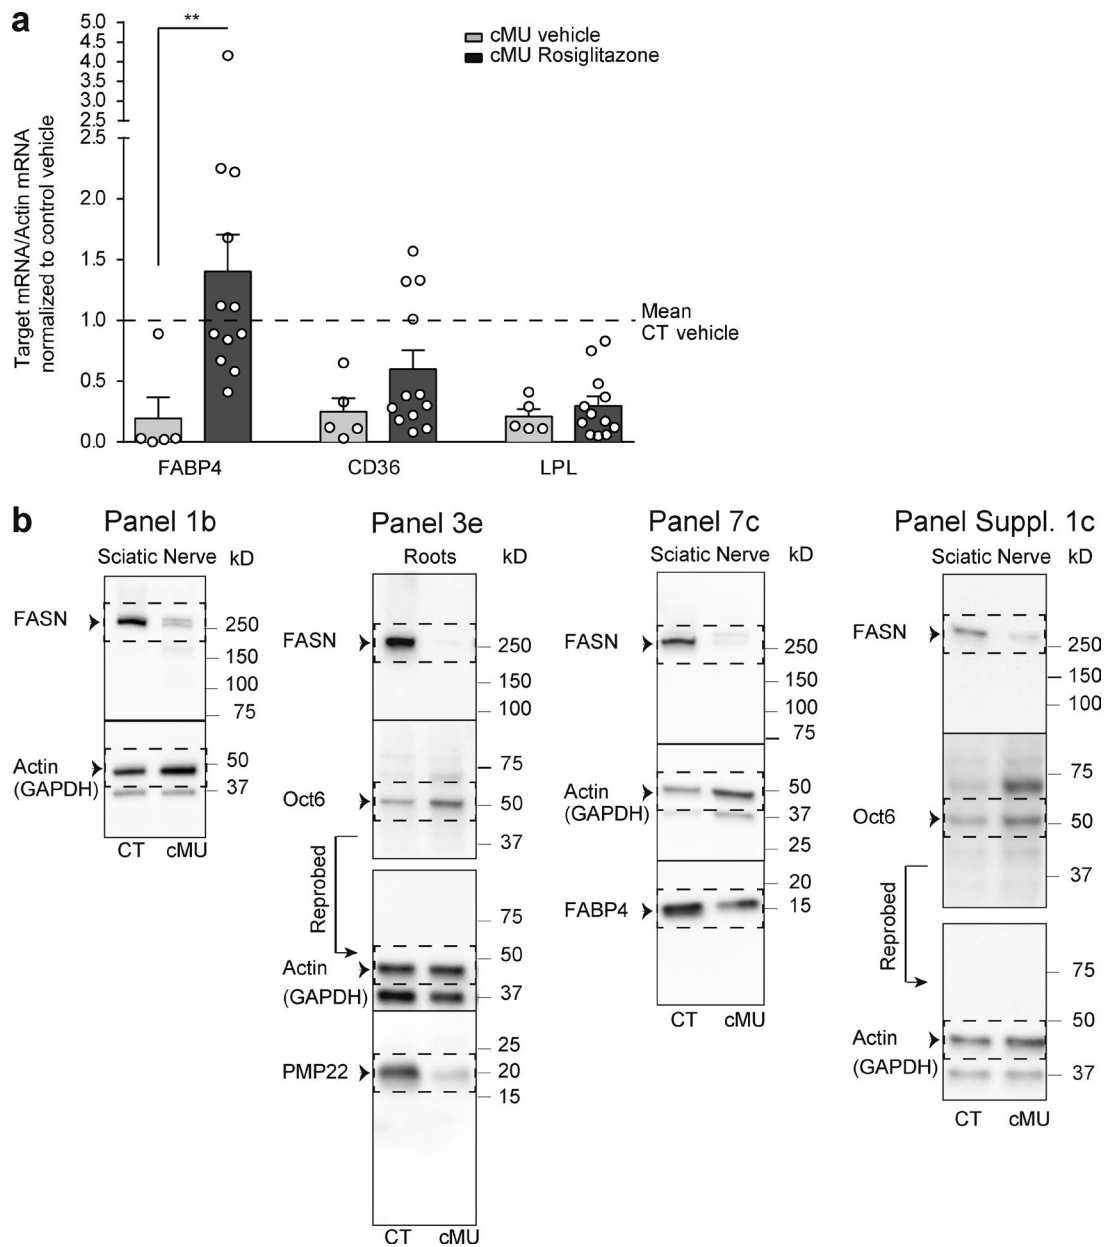 a
5.0
4.5
4.0
3.5
3.0
2.5
2.5
2.0
1.5
1.0
0.5
0.0
Target mRNA/Actin mRNA
normalized to control vehicle
**
cMU vehicle
cMU Rosiglitazone
Mean
CT vehicle
FABP4
CD36
LPL
b
Panel 1b
Sciatic Nerve kD
FASN
250
150
100
75
Actin
(GAPDH)
50
37
CT cMU
Panel 3e
Roots kD
FASN
250
150
100
Oct6
75
50
37
Reprobed
75
50
Actin
(GAPDH)
37
PMP22
25
20
15
CT cMU
Panel 7c
Sciatic Nerve kD
FASN
250
150
100
75
Actin
(GAPDH)
50
37
25
FABP4
20
15
CT cMU
Panel Suppl. 1c
Sciatic Nerve kD
FASN
250
150
100
Oct6
75
50
37
Reprobed
75
50
Actin
(GAPDH)
37
CT cMU